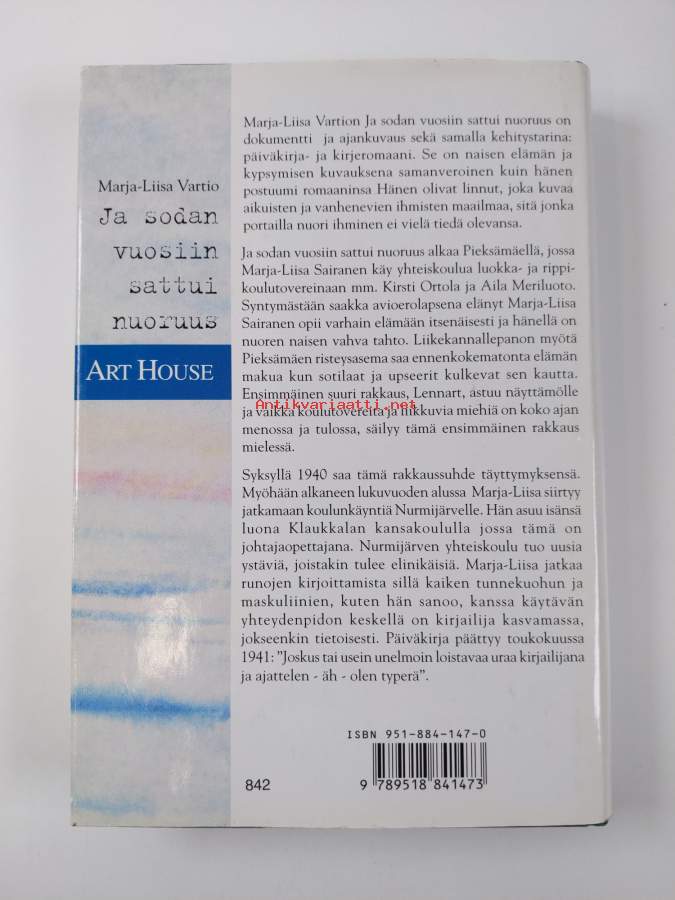 Marja-Liisa Vartio
Ja sodan
vuosiin
sattui
nuoruus
ART HOUSE
Marja-Liisa Vartion Ja sodan vuosiin sattui nuoruus on
dokumentti ja ajankuvaus sekä samalla kehitystarina:
päiväkirja- ja kirjeromaani. Se on naisen elämän ja
kypsymisen kuvauksena samanveroinen kuin hänen
postuumi romaaninsa Hänen olivat linnut, joka kuvaa
aikuisten ja vanhenevien ihmisten maailmaa, sitä jonka
portailla nuori ihminen ei vielä tiedä olevansa.
Ja sodan vuosiin sattui nuoruus alkaa Pieksämäellä, jossa
Marja-Liisa Sairanen käy yhteiskoulua luokka- ja rippi-
koulutovereinaan mm. Kirsti Ortola ja Aila Meriluoto.
Syntymästään saakka avioerolapsena elänyt Marja-Liisa
Sairanen opii varhain elämään itsenäisesti ja hänellä on
nuoren naisen vahva tahto. Liikekannallepanon myötä
Pieksämäen risteysasema saa ennenkokematonta elämän
makua kun sotilaat ja upseerit kulkevat sen kautta.
Ensimmäinen suuri rakkaus, Lennart, astuu näyttämölle
Antikvariaatti.net
ja vaikka koulutovereita ja liikkuvia miehiä on koko ajan
menossa ja tulossa, säilyy tämä ensimmäinen rakkaus
mielessä.
Syksyllä 1940 saa tämä rakkaussuhde täyttymyksensä.
Myöhään alkaneen lukuvuoden alussa Marja-Liisa siirtyy
jatkamaan koulunkäyntiä Nurmijärvelle. Hän asuu isänsä
luona Klaukkalan kansakoululla jossa tämä on
johtajaopettajana. Nurmijärven yhteiskoulu tuo uusia
ystäviä, joistakin tulee elinikäisiä. Marja-Liisa jatkaa
runojen kirjoittamista sillä kaiken tunnekuohun ja
maskuliinien, kuten hän sanoo, kanssa käytävän
yhteydenpidon keskellä on kirjailija kasvamassa,
jokseenkin tietoisesti. Päiväkirja päättyy toukokuussa
1941: "Joskus tai usein unelmoin loistavaa uraa kirjailijana
ja ajattelen - äh - olen typerä".
ISBN 951-884-147-0
842
9 789518 841473